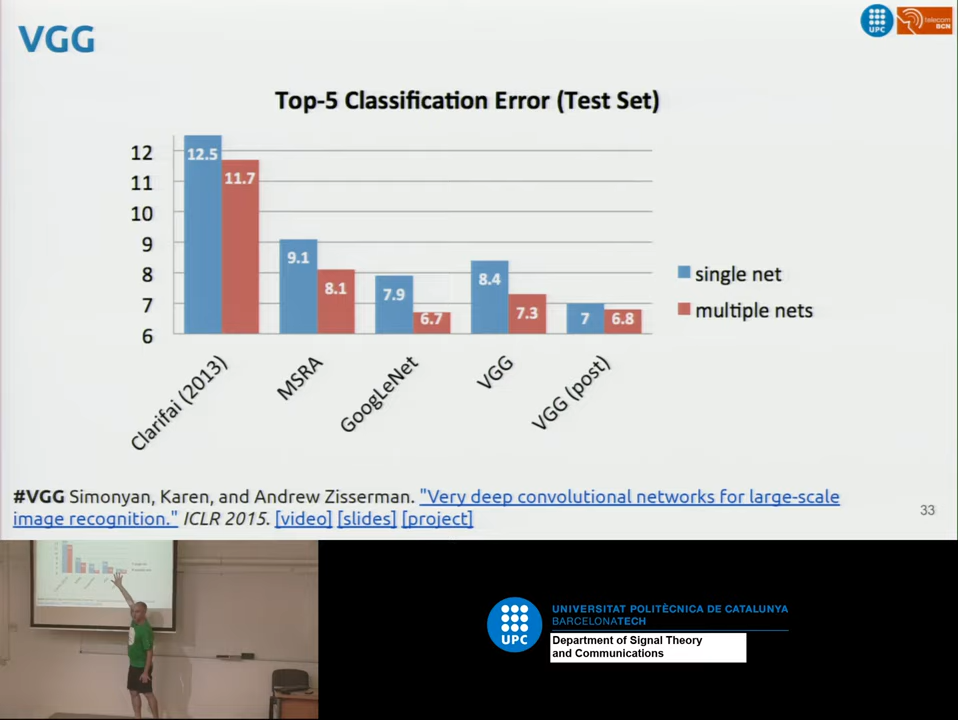 VGG
UPC
telecom
BCN
Top-5 Classification Error (Test Set)
12
11
10
9
8
7
6
12.5
11.7
9.1
8.1
7.9
6.7
8.4
7.3
7
6.8
single net
multiple nets
Clarifai (2013)
MSRA
GoogLeNet
VGG
VGG (post)
#VGG Simonyan, Karen, and Andrew Zisserman. "Very deep convolutional networks for large-scale
image recognition." ICLR 2015. [video] [slides] [project]
33
UPC
UNIVERSITAT POLITÈCNICA DE CATALUNYA
BARCELONATECH
Department of Signal Theory
and Communications